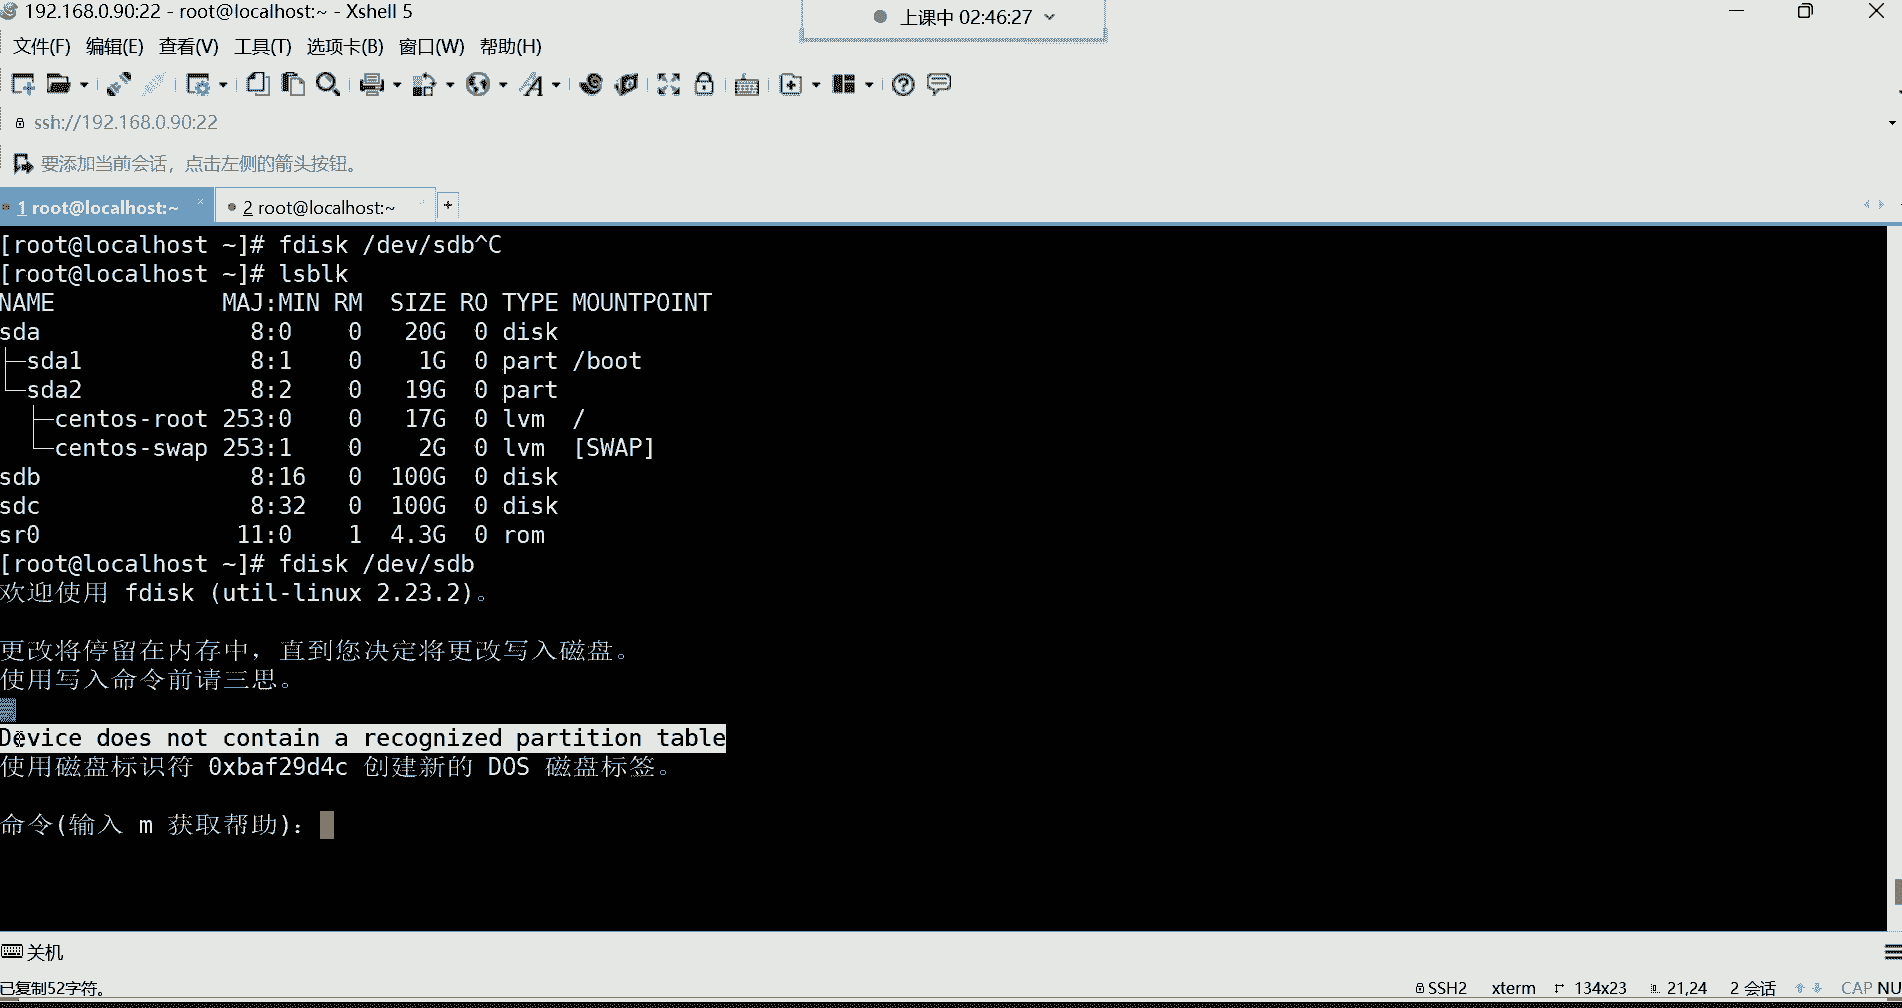 192.168.0.90:22 - root@localhost:~ - Xshell 5
上课中 02:46:27
文件(F) 编辑(E) 查看(V) 工具(T) 选项卡(B) 窗口(W) 帮助(H)
ssh://192.168.0.90:22
要添加当前会话，点击左侧的箭头按钮。
1 root@localhost:~ 2 root@localhost:~ +
[root@localhost ~]# fdisk /dev/sdb^C
[root@localhost ~]# lsblk
NAME MAJ:MIN RM SIZE RO TYPE MOUNTPOINT
sda 8:0 0 20G 0 disk
├─sda1 8:1 0 1G 0 part /boot
└─sda2 8:2 0 19G 0 part
├─centos-root 253:0 0 17G 0 lvm /
└─centos-swap 253:1 0 2G 0 lvm [SWAP]
sdb 8:16 0 100G 0 disk
sdc 8:32 0 100G 0 disk
sr0 11:0 1 4.3G 0 rom
[root@localhost ~]# fdisk /dev/sdb
欢迎使用 fdisk (util-linux 2.23.2)。
更改将停留在内存中，直到您决定将更改写入磁盘。
使用写入命令前请三思。
Device does not contain a recognized partition table
使用磁盘标识符 0xbaf29d4c 创建新的 DOS 磁盘标签。
命令(输入 m 获取帮助)：
关机
已复制52字符。 SSH2 xterm 134x23 21,24 2 会话 CAP NU